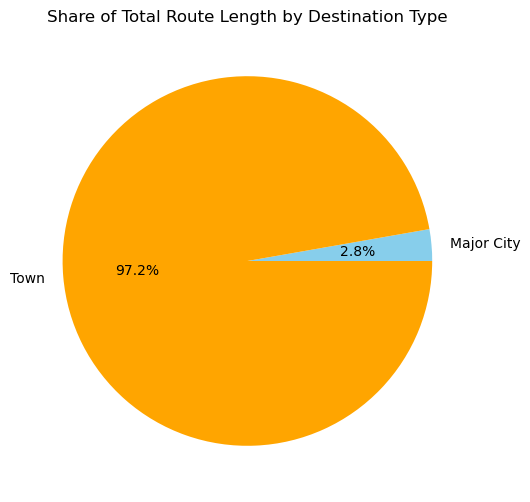 Share of Total Route Length by Destination Type
Major City
2.8%
97.2%
Town